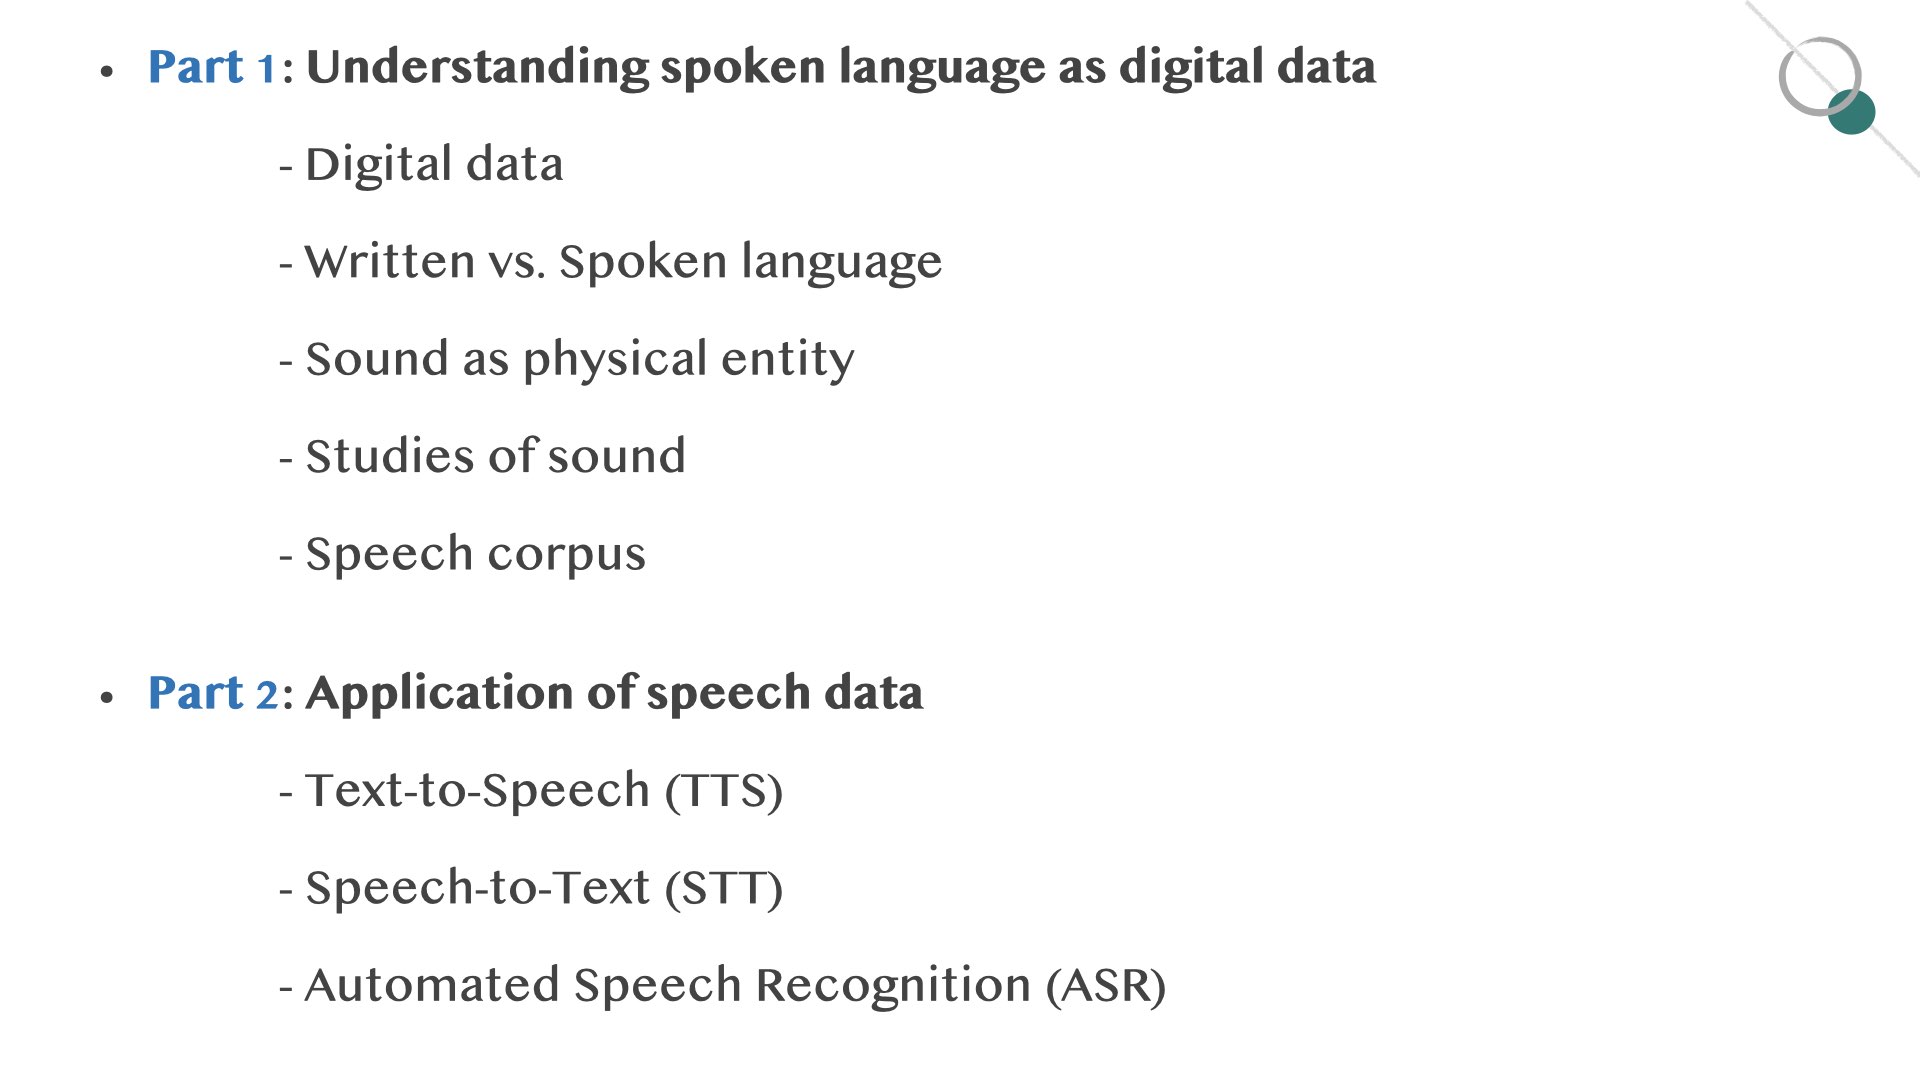 • Part 1: Understanding spoken language as digital data
- Digital data
- Written vs. Spoken language
- Sound as physical entity
- Studies of sound
- Speech corpus
• Part 2: Application of speech data
- Text-to-Speech (TTS)
- Speech-to-Text (STT)
- Automated Speech Recognition (ASR)